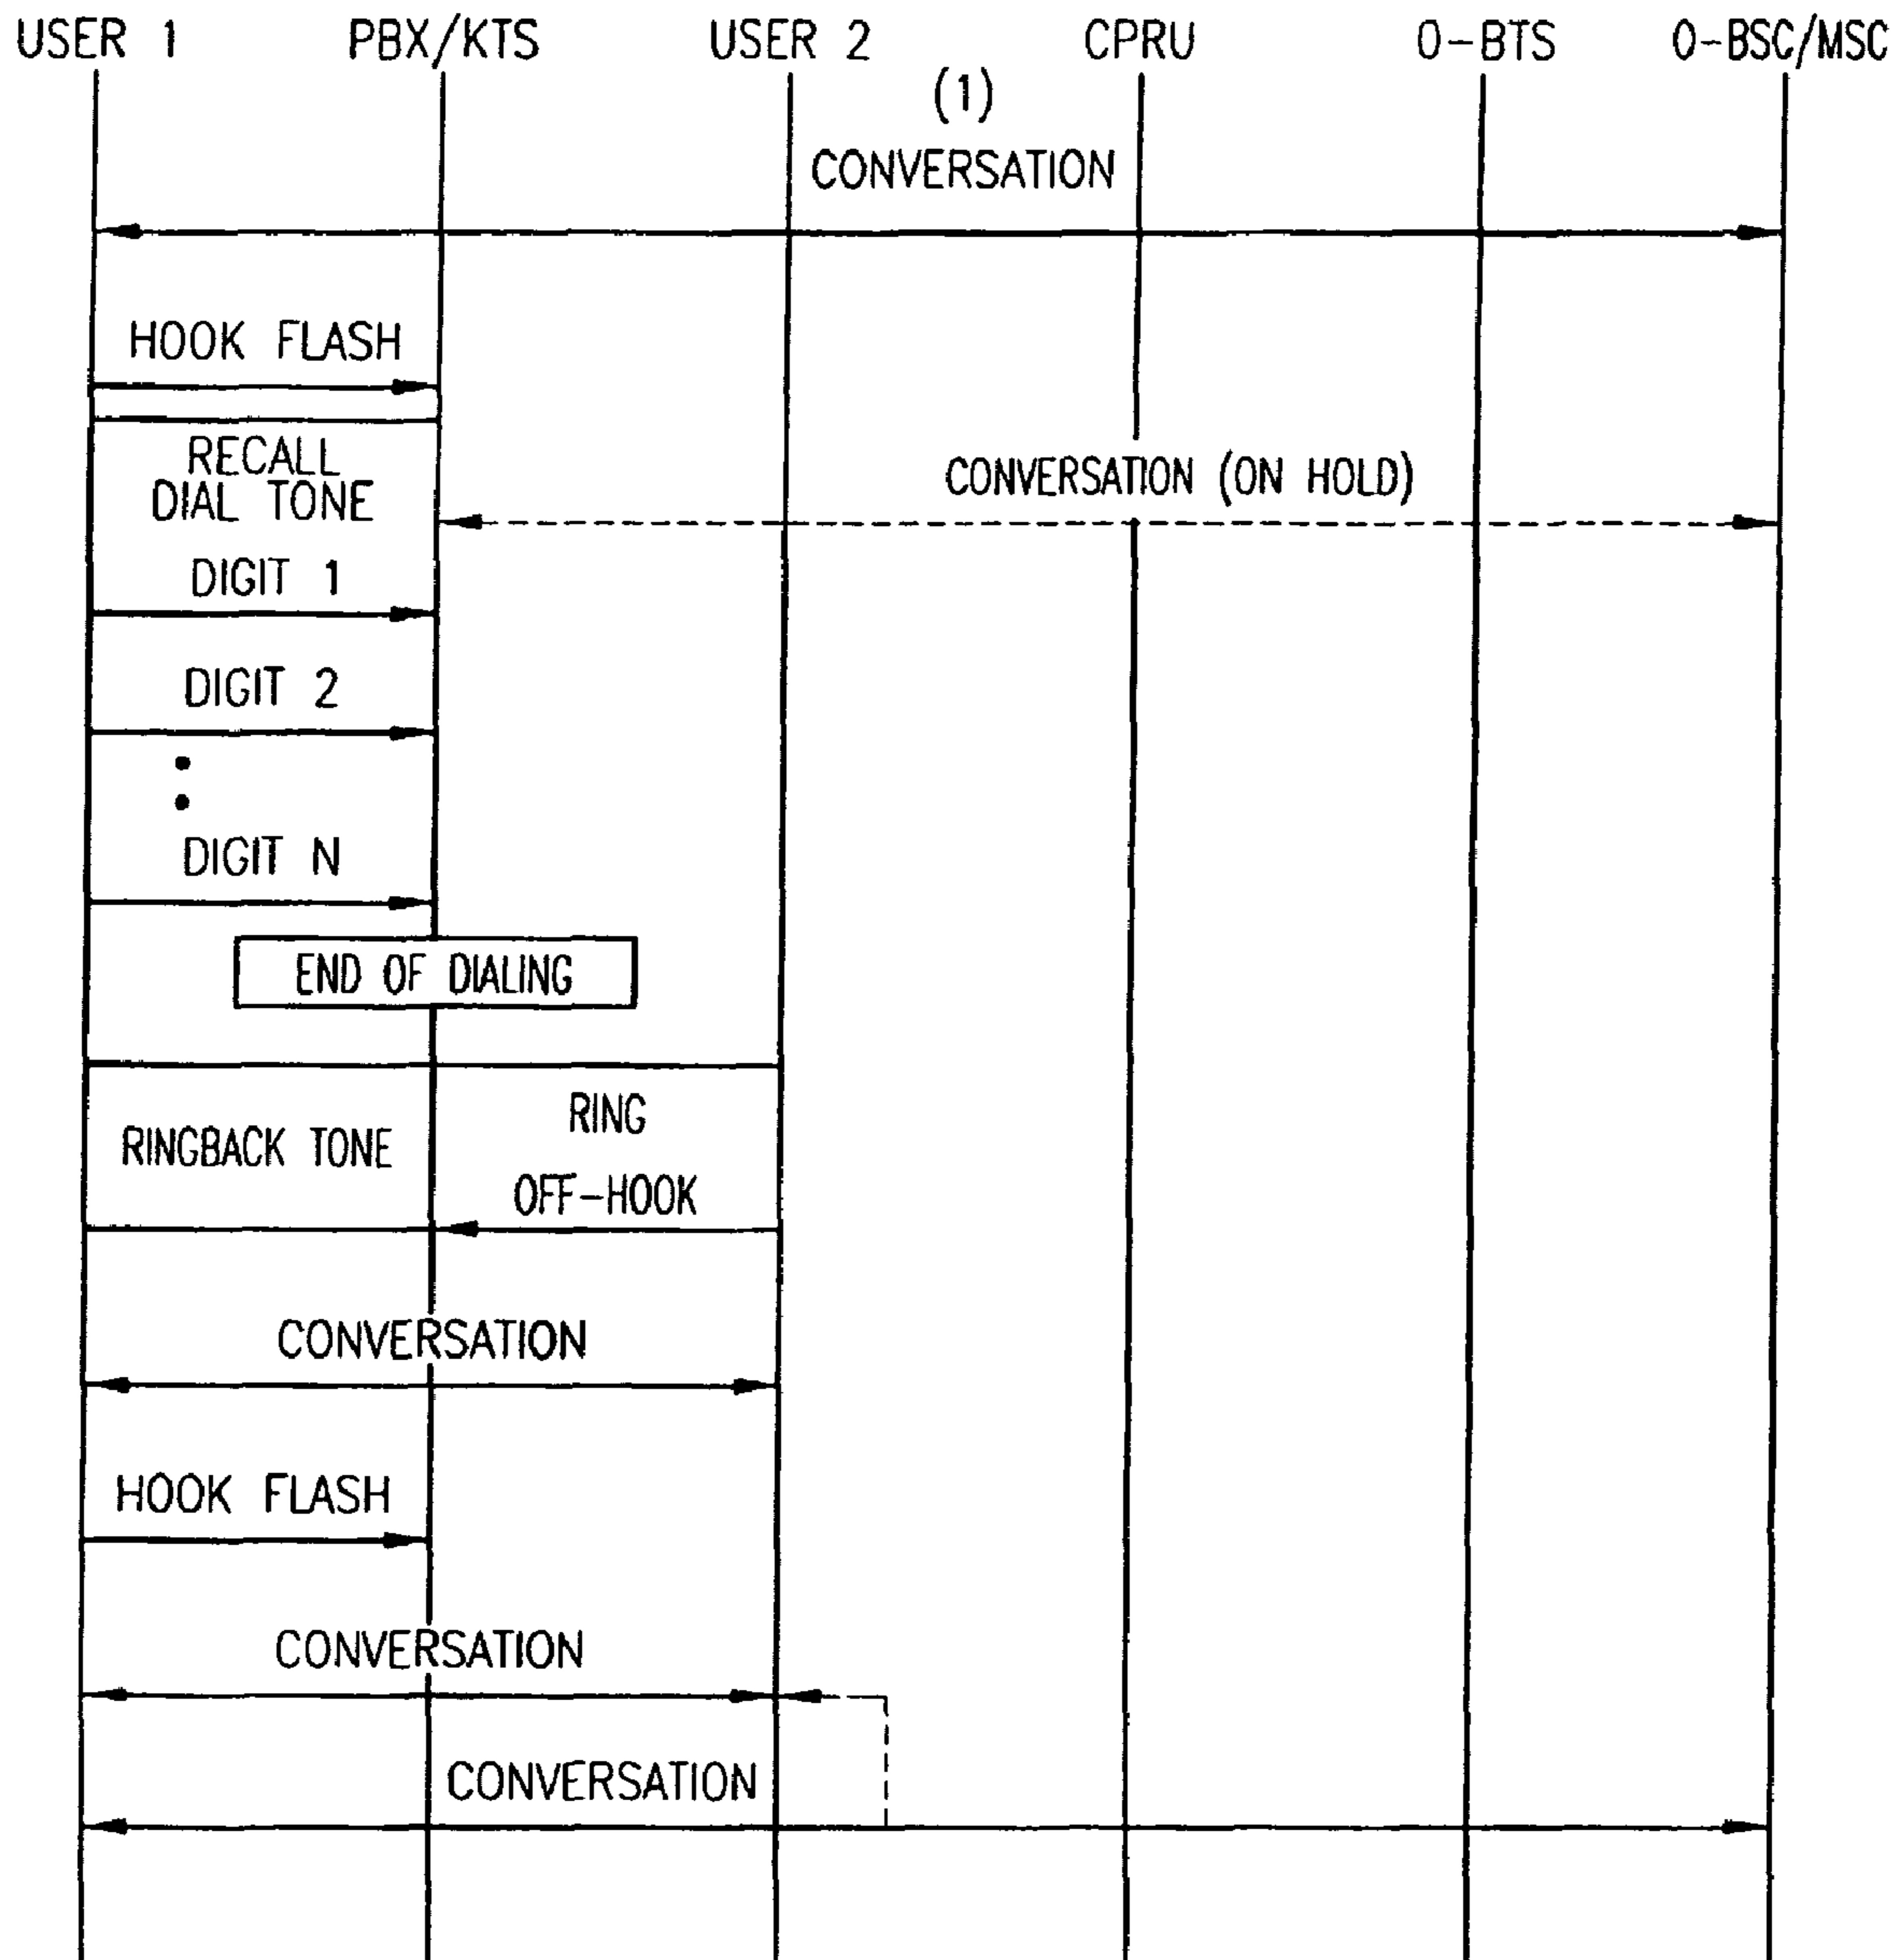 USER 1 PBX/KTS USER 2 CPRU O-BTS O-BSC/MSC
(1)
CONVERSATION
HOOK FLASH
RECALL
DIAL TONE
CONVERSATION (ON HOLD)
DIGIT 1
DIGIT 2
DIGIT N
END OF DIALING
RING
RINGBACK TONE
OFF-HOOK
CONVERSATION
HOOK FLASH
CONVERSATION
CONVERSATION